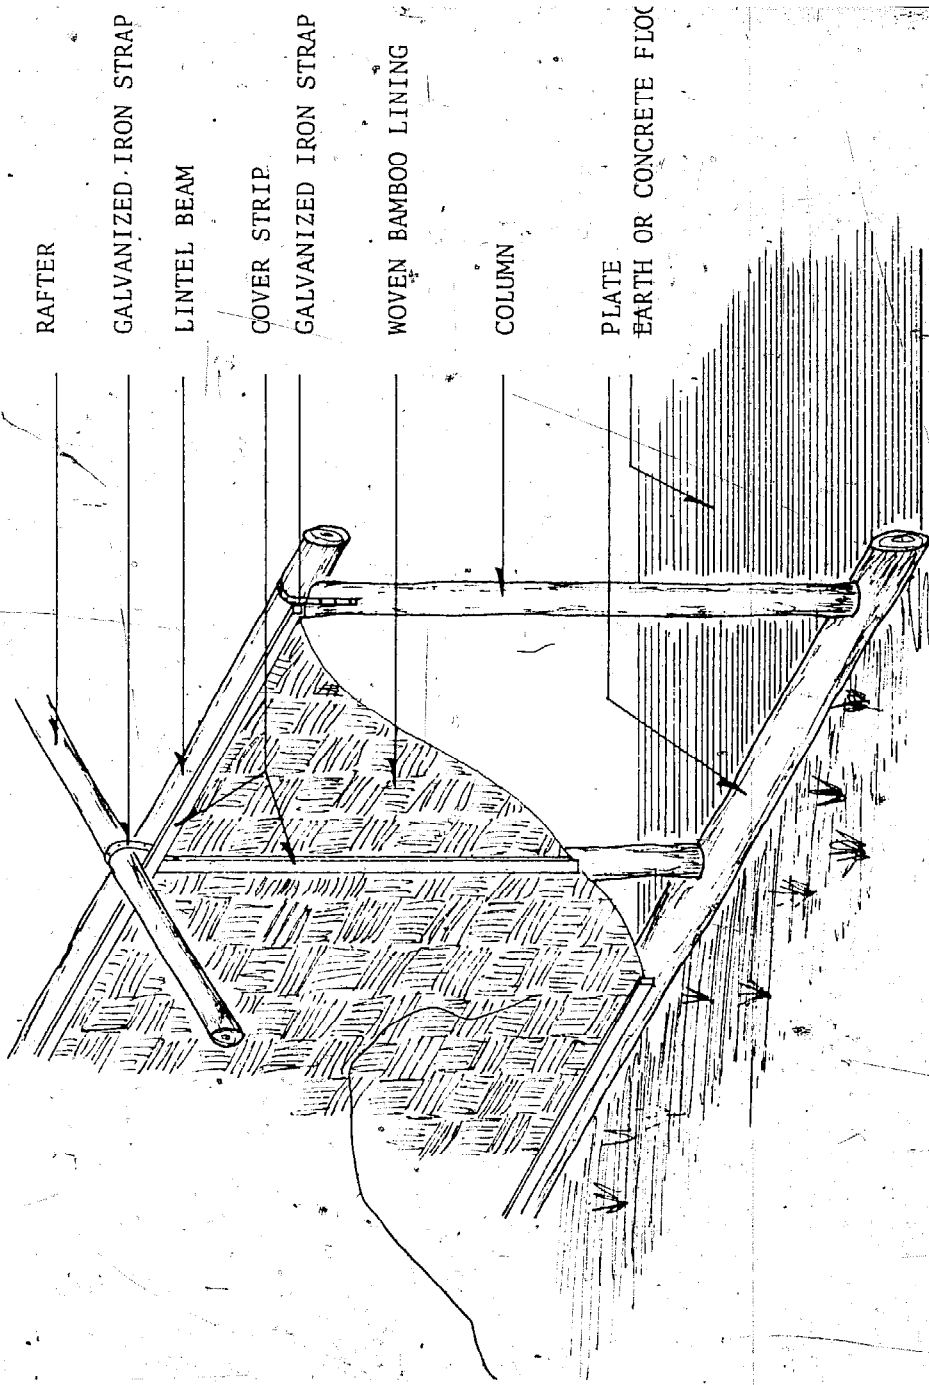 RAFTER
GALVANIZED IRON STRAP
LINTEL BEAM
COVER STRIP
GALVANIZED IRON STRAP
WOVEN BAMBOO LINING
COLUMN
PLATE
EARTH OR CONCRETE FLOO